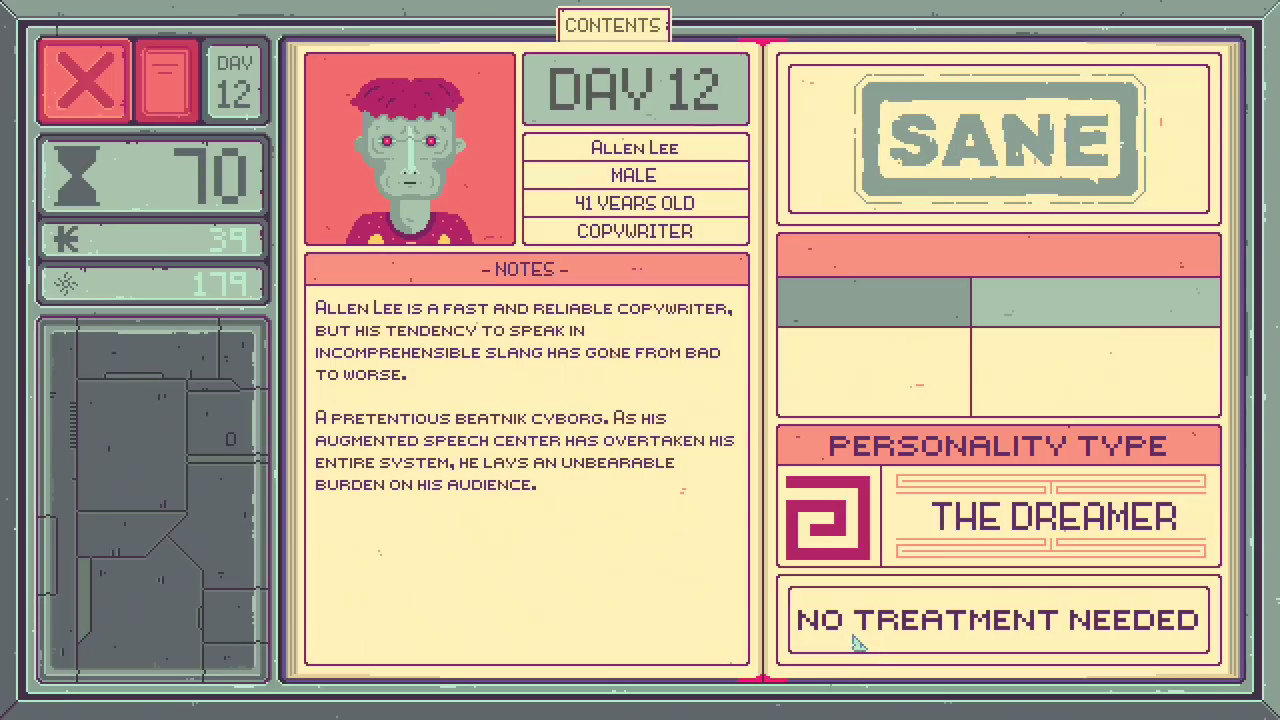 CONTENTS
DAY
12
70
39
179
DAY 12
ALLEN LEE
MALE
41 YEARS OLD
COPYWRITER
- NOTES -
ALLEN LEE IS A FAST AND RELIABLE COPYWRITER,
BUT HIS TENDENCY TO SPEAK IN
INCOMPREHENSIBLE SLANG HAS GONE FROM BAD
TO WORSE.
A PRETENTIOUS BEATNIK CYBORG. AS HIS
AUGMENTED SPEECH CENTER HAS OVERTAKEN HIS
ENTIRE SYSTEM, HE LAYS AN UNBEARABLE
BURDEN ON HIS AUDIENCE.
SANE
PERSONALITY TYPE
THE DREAMER
NO TREATMENT NEEDED